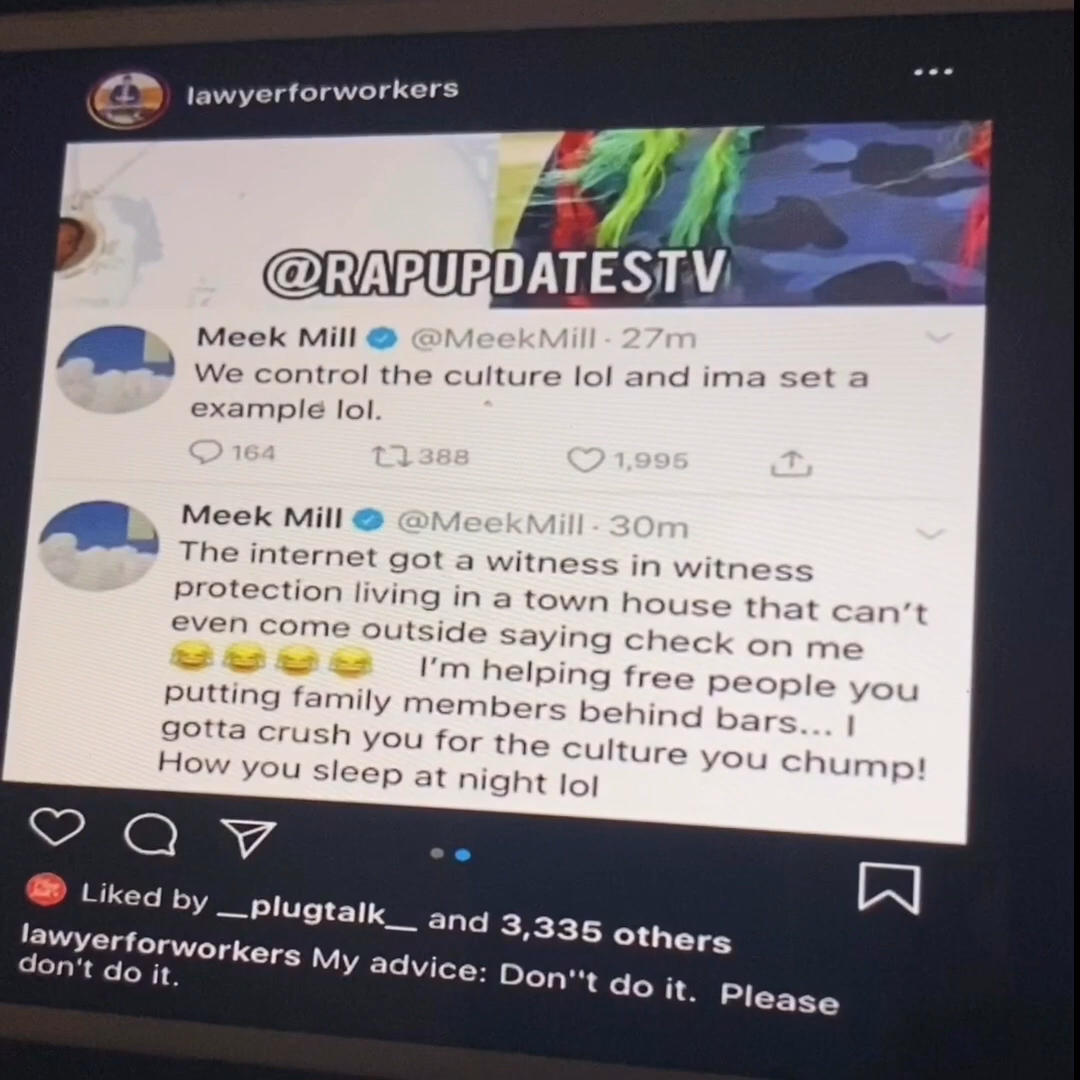 lawyerforworkers
@RAPUPDATESTV
Meek Mill @MeekMill · 27m
We control the culture lol and ima set a
example lol.
164 388 1,995
Meek Mill @MeekMill · 30m
The internet got a witness in witness
protection living in a town house that can't
even come outside saying check on me
😂😂😂😂 I'm helping free people you
putting family members behind bars... I
gotta crush you for the culture you chump!
How you sleep at night lol
Liked by __plugtalk__ and 3,335 others
lawyerforworkers My advice: Don''t do it. Please
don't do it.